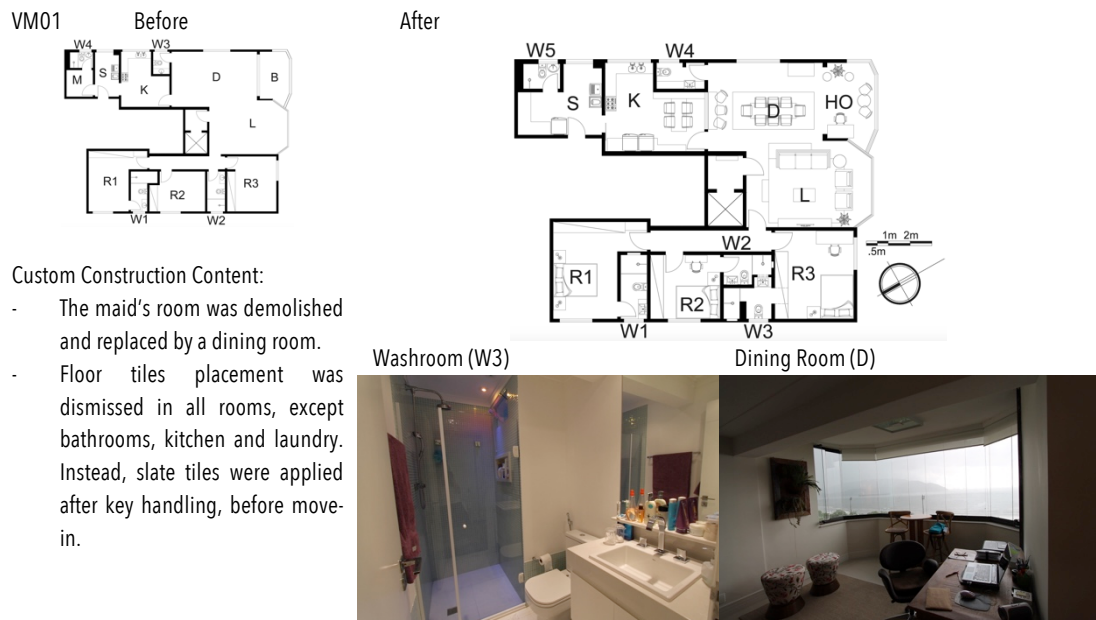 VM01 Before After
W4 W3
M S K D B
L
R1 R2 R3
W1 W2
W5 W4
S K D HO
L
W2
R1 R2 R3
W1 W3
1m 2m
.5m
Custom Construction Content:
- The maid's room was demolished
and replaced by a dining room.
- Floor tiles placement was
dismissed in all rooms, except
bathrooms, kitchen and laundry.
Instead, slate tiles were applied
after key handling, before move-
in.
Washroom (W3) Dining Room (D)